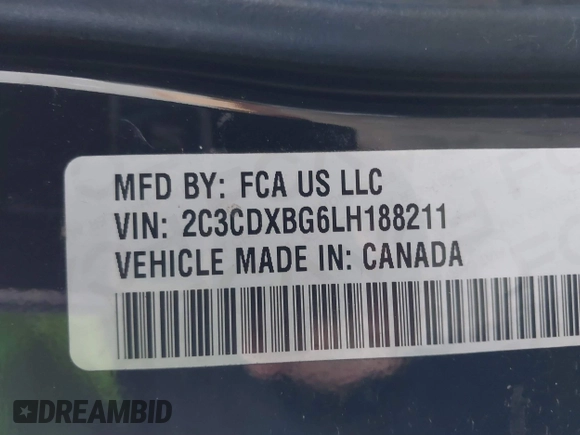 MFD BY: FCA US LLC
VIN: 2C3CDXBG6LH188211
VEHICLE MADE IN: CANADA
DREAMBID